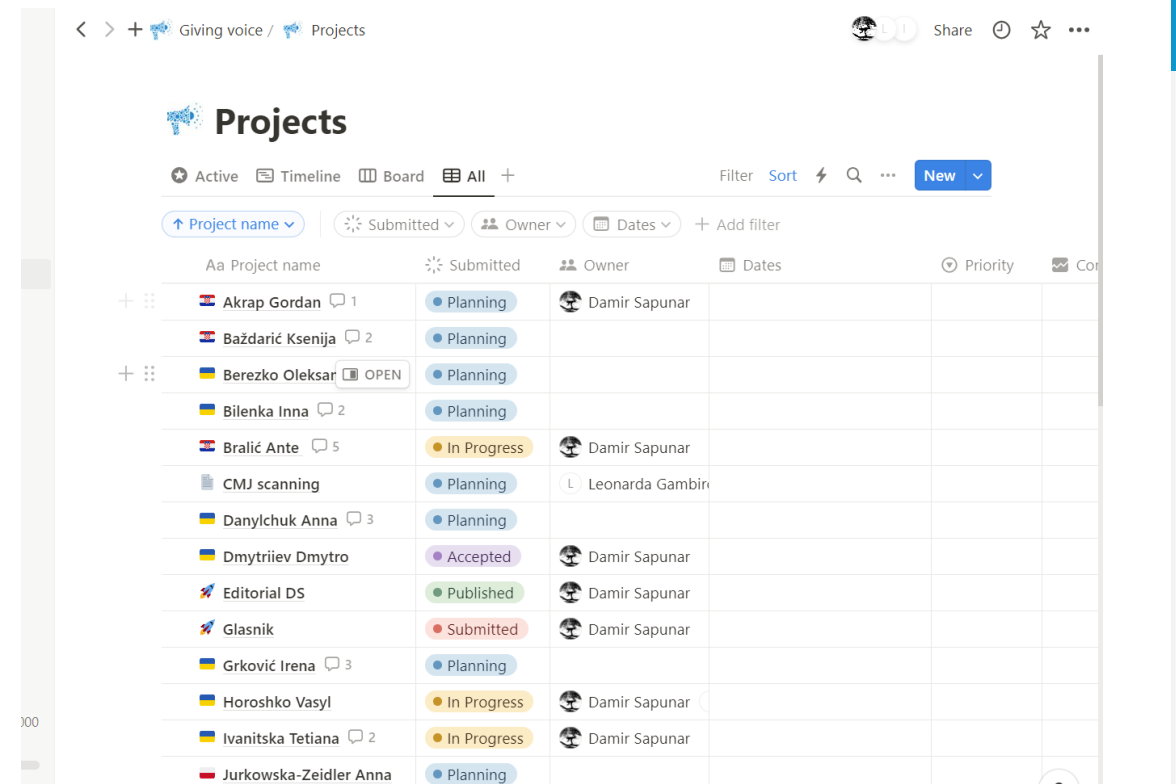 Giving voice / Projects L I Share
Projects
Active Timeline Board All Filter Sort New
Project name Submitted Owner Dates Add filter
Aa Project name Submitted Owner Dates Priority
Akrap Gordan 1 Planning Damir Sapunar
Baždarić Ksenija 2 Planning
Berezko Oleksan OPEN Planning
Bilenka Inna 2 Planning
Bralić Ante 5 In Progress Damir Sapunar
CMJ scanning Planning L Leonarda Gambiro
Danylchuk Anna 3 Planning
Dmytriiev Dmytro Accepted Damir Sapunar
Editorial DS Published Damir Sapunar
Glasnik Submitted Damir Sapunar
Grković Irena 3 Planning
Horoshko Vasyl In Progress Damir Sapunar
000
Ivanitska Tetiana 2 In Progress Damir Sapunar
Jurkowska-Zeidler Anna Planning